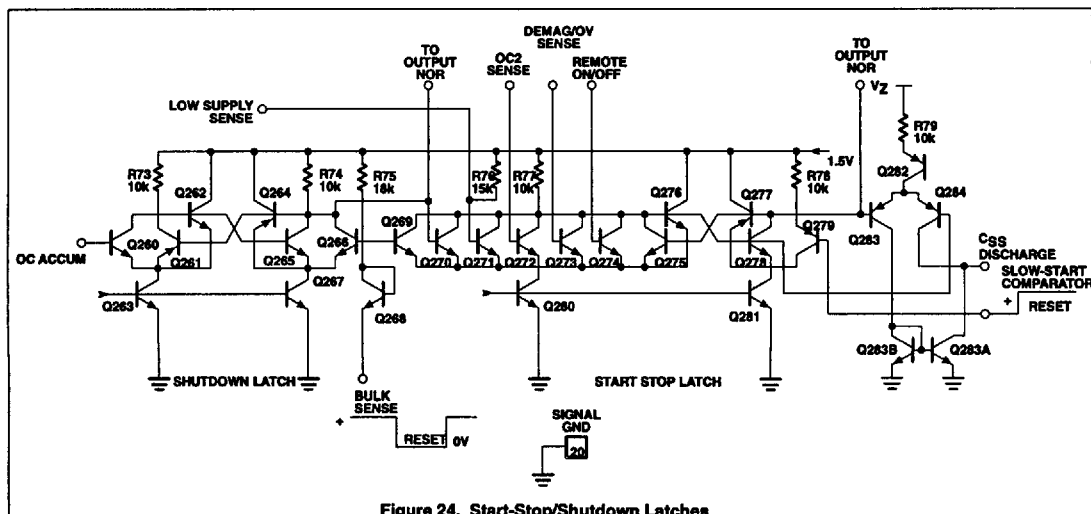 DEMAG/OV
SENSE
TO
OUTPUT
NOR
OC2
SENSE
REMOTE
ON/OFF
TO
OUTPUT
NOR
VZ
LOW SUPPLY
SENSE
R79
10k
R73
10k
Q262
Q264
R74
10k
R75
18k
R76
15k
R77
10k
Q276
Q277
1.5V
R78
10k
Q282
Q284
Q260
Q269
Q266
Q279
Q283
OC ACCUM
Q261
Q265
Q270
Q271
Q272
Q273
Q274
Q275
Q278
CSS
DISCHARGE
SLOW-START
COMPARATOR
+
RESET
Q263
Q267
Q268
Q280
Q281
Q283B
Q283A
SHUTDOWN LATCH
START STOP LATCH
BULK
SENSE
+
RESET
0V
SIGNAL
GND
20
Figure 24. Start-Stop/Shutdown Latches